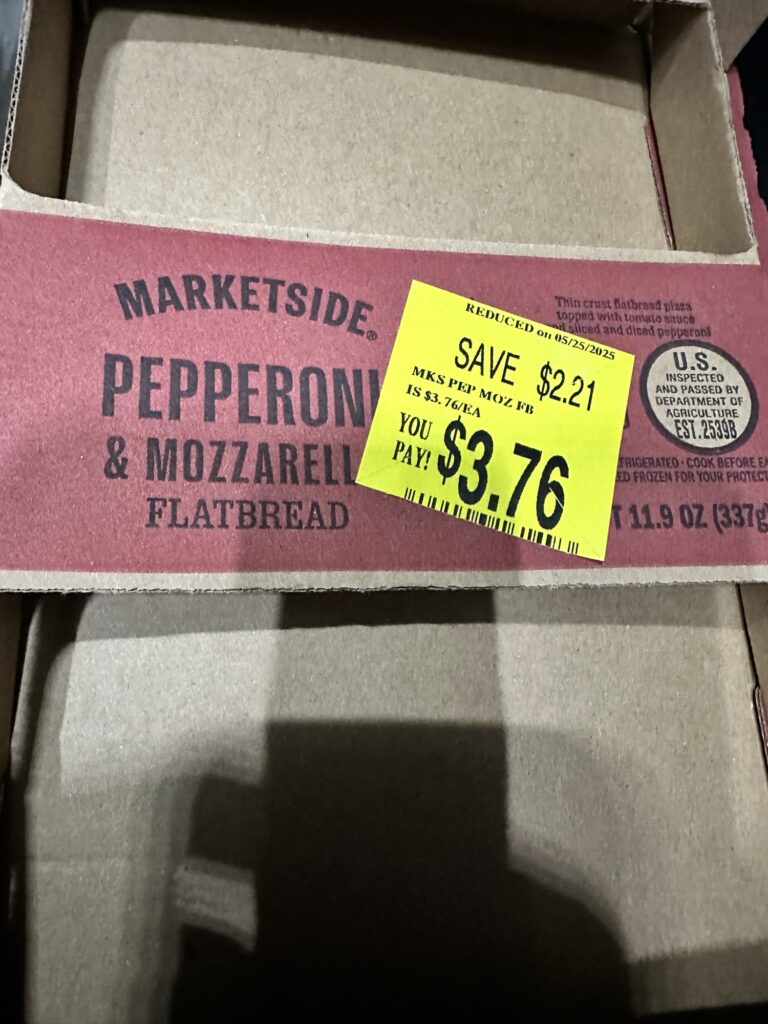 MARKETSIDE®
PEPPERONI
& MOZZARELL
FLATBREAD
REDUCED on 05/25/2025
SAVE $2.21
MKS PEP MOZ FB
IS $3.76/EA
YOU
PAY!
$3.76
Thin crust flatbread pizza
topped with tomato sauce
sliced and diced pepperoni
U.S.
INSPECTED
AND PASSED BY
DEPARTMENT OF
AGRICULTURE
EST. 2539B
FRIGERATED · COOK BEFORE EA
ED FROZEN FOR YOUR PROTECT
T 11.9 OZ (337g)